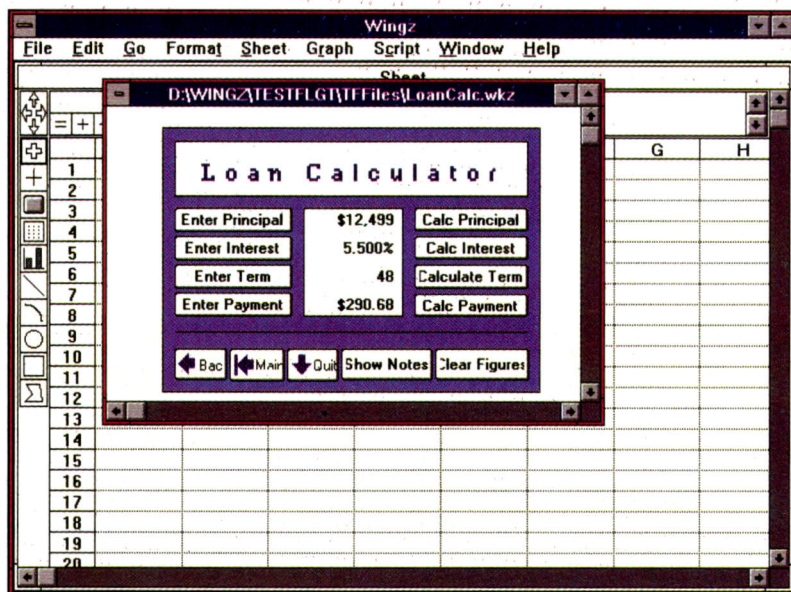 Wingz
File Edit Go Format Sheet Graph Script Window Help
Sheet
D:\WINGZ\TESTFLGT\TFFiles\LoanCalc.wkz
= +
G H
Loan Calculator
Enter Principal $12,499 Calc Principal
Enter Interest 5.500% Calc Interest
Enter Term 48 Calculate Term
Enter Payment $290.68 Calc Payment
Bac Main Quit Show Notes Clear Figures
1
2
3
4
5
6
7
8
9
10
11
12
13
14
15
16
17
18
19
20